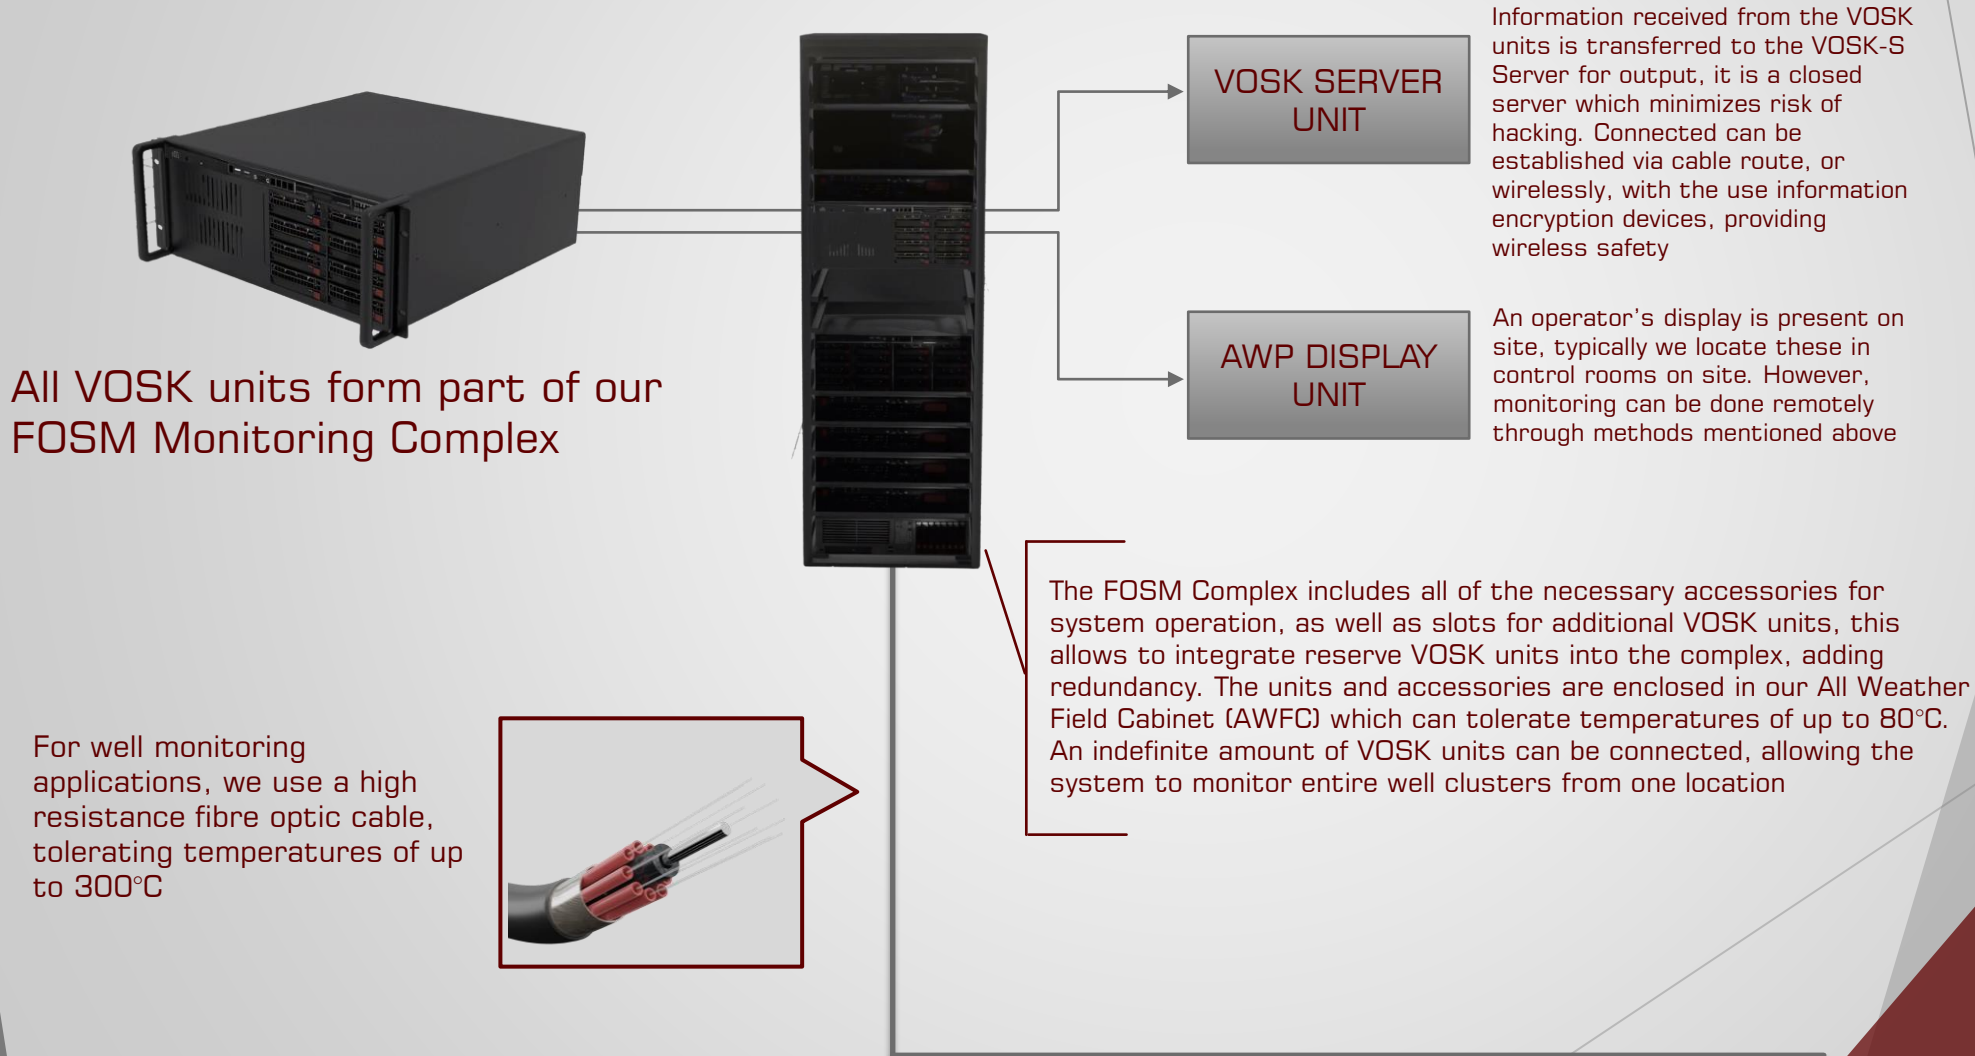 Information received from the VOSK
units is transferred to the VOSK-S
Server for output, it is a closed
server which minimizes risk of
hacking. Connected can be
established via cable route, or
wirelessly, with the use information
encryption devices, providing
wireless safety
VOSK SERVER
UNIT
An operator's display is present on
site, typically we locate these in
control rooms on site. However,
monitoring can be done remotely
through methods mentioned above
AWP DISPLAY
UNIT
All VOSK units form part of our
FOSM Monitoring Complex
The FOSM Complex includes all of the necessary accessories for
system operation, as well as slots for additional VOSK units, this
allows to integrate reserve VOSK units into the complex, adding
redundancy. The units and accessories are enclosed in our All Weather
Field Cabinet (AWFC) which can tolerate temperatures of up to 80°C.
An indefinite amount of VOSK units can be connected, allowing the
system to monitor entire well clusters from one location
For well monitoring
applications, we use a high
resistance fibre optic cable,
tolerating temperatures of up
to 300°C